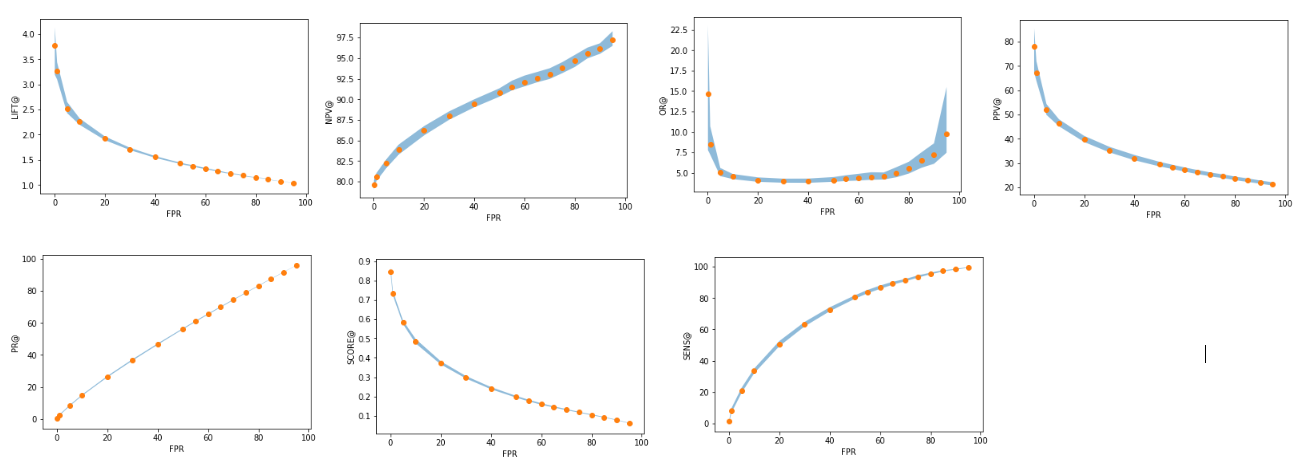 LIFT@
4.0
3.5
3.0
2.5
2.0
1.5
1.0
0 20 40 60 80 100
FPR
NPV@
97.5
95.0
92.5
90.0
87.5
85.0
82.5
80.0
0 20 40 60 80 100
FPR
OR@
22.5
20.0
17.5
15.0
12.5
10.0
7.5
5.0
0 20 40 60 80 100
FPR
PPV@
80
70
60
50
40
30
20
0 20 40 60 80 100
FPR
PR@
100
80
60
40
20
0
0 20 40 60 80 100
FPR
SCORE@
0.9
0.8
0.7
0.6
0.5
0.4
0.3
0.2
0.1
0 20 40 60 80 100
FPR
SENS@
100
80
60
40
20
0
0 20 40 60 80 100
FPR